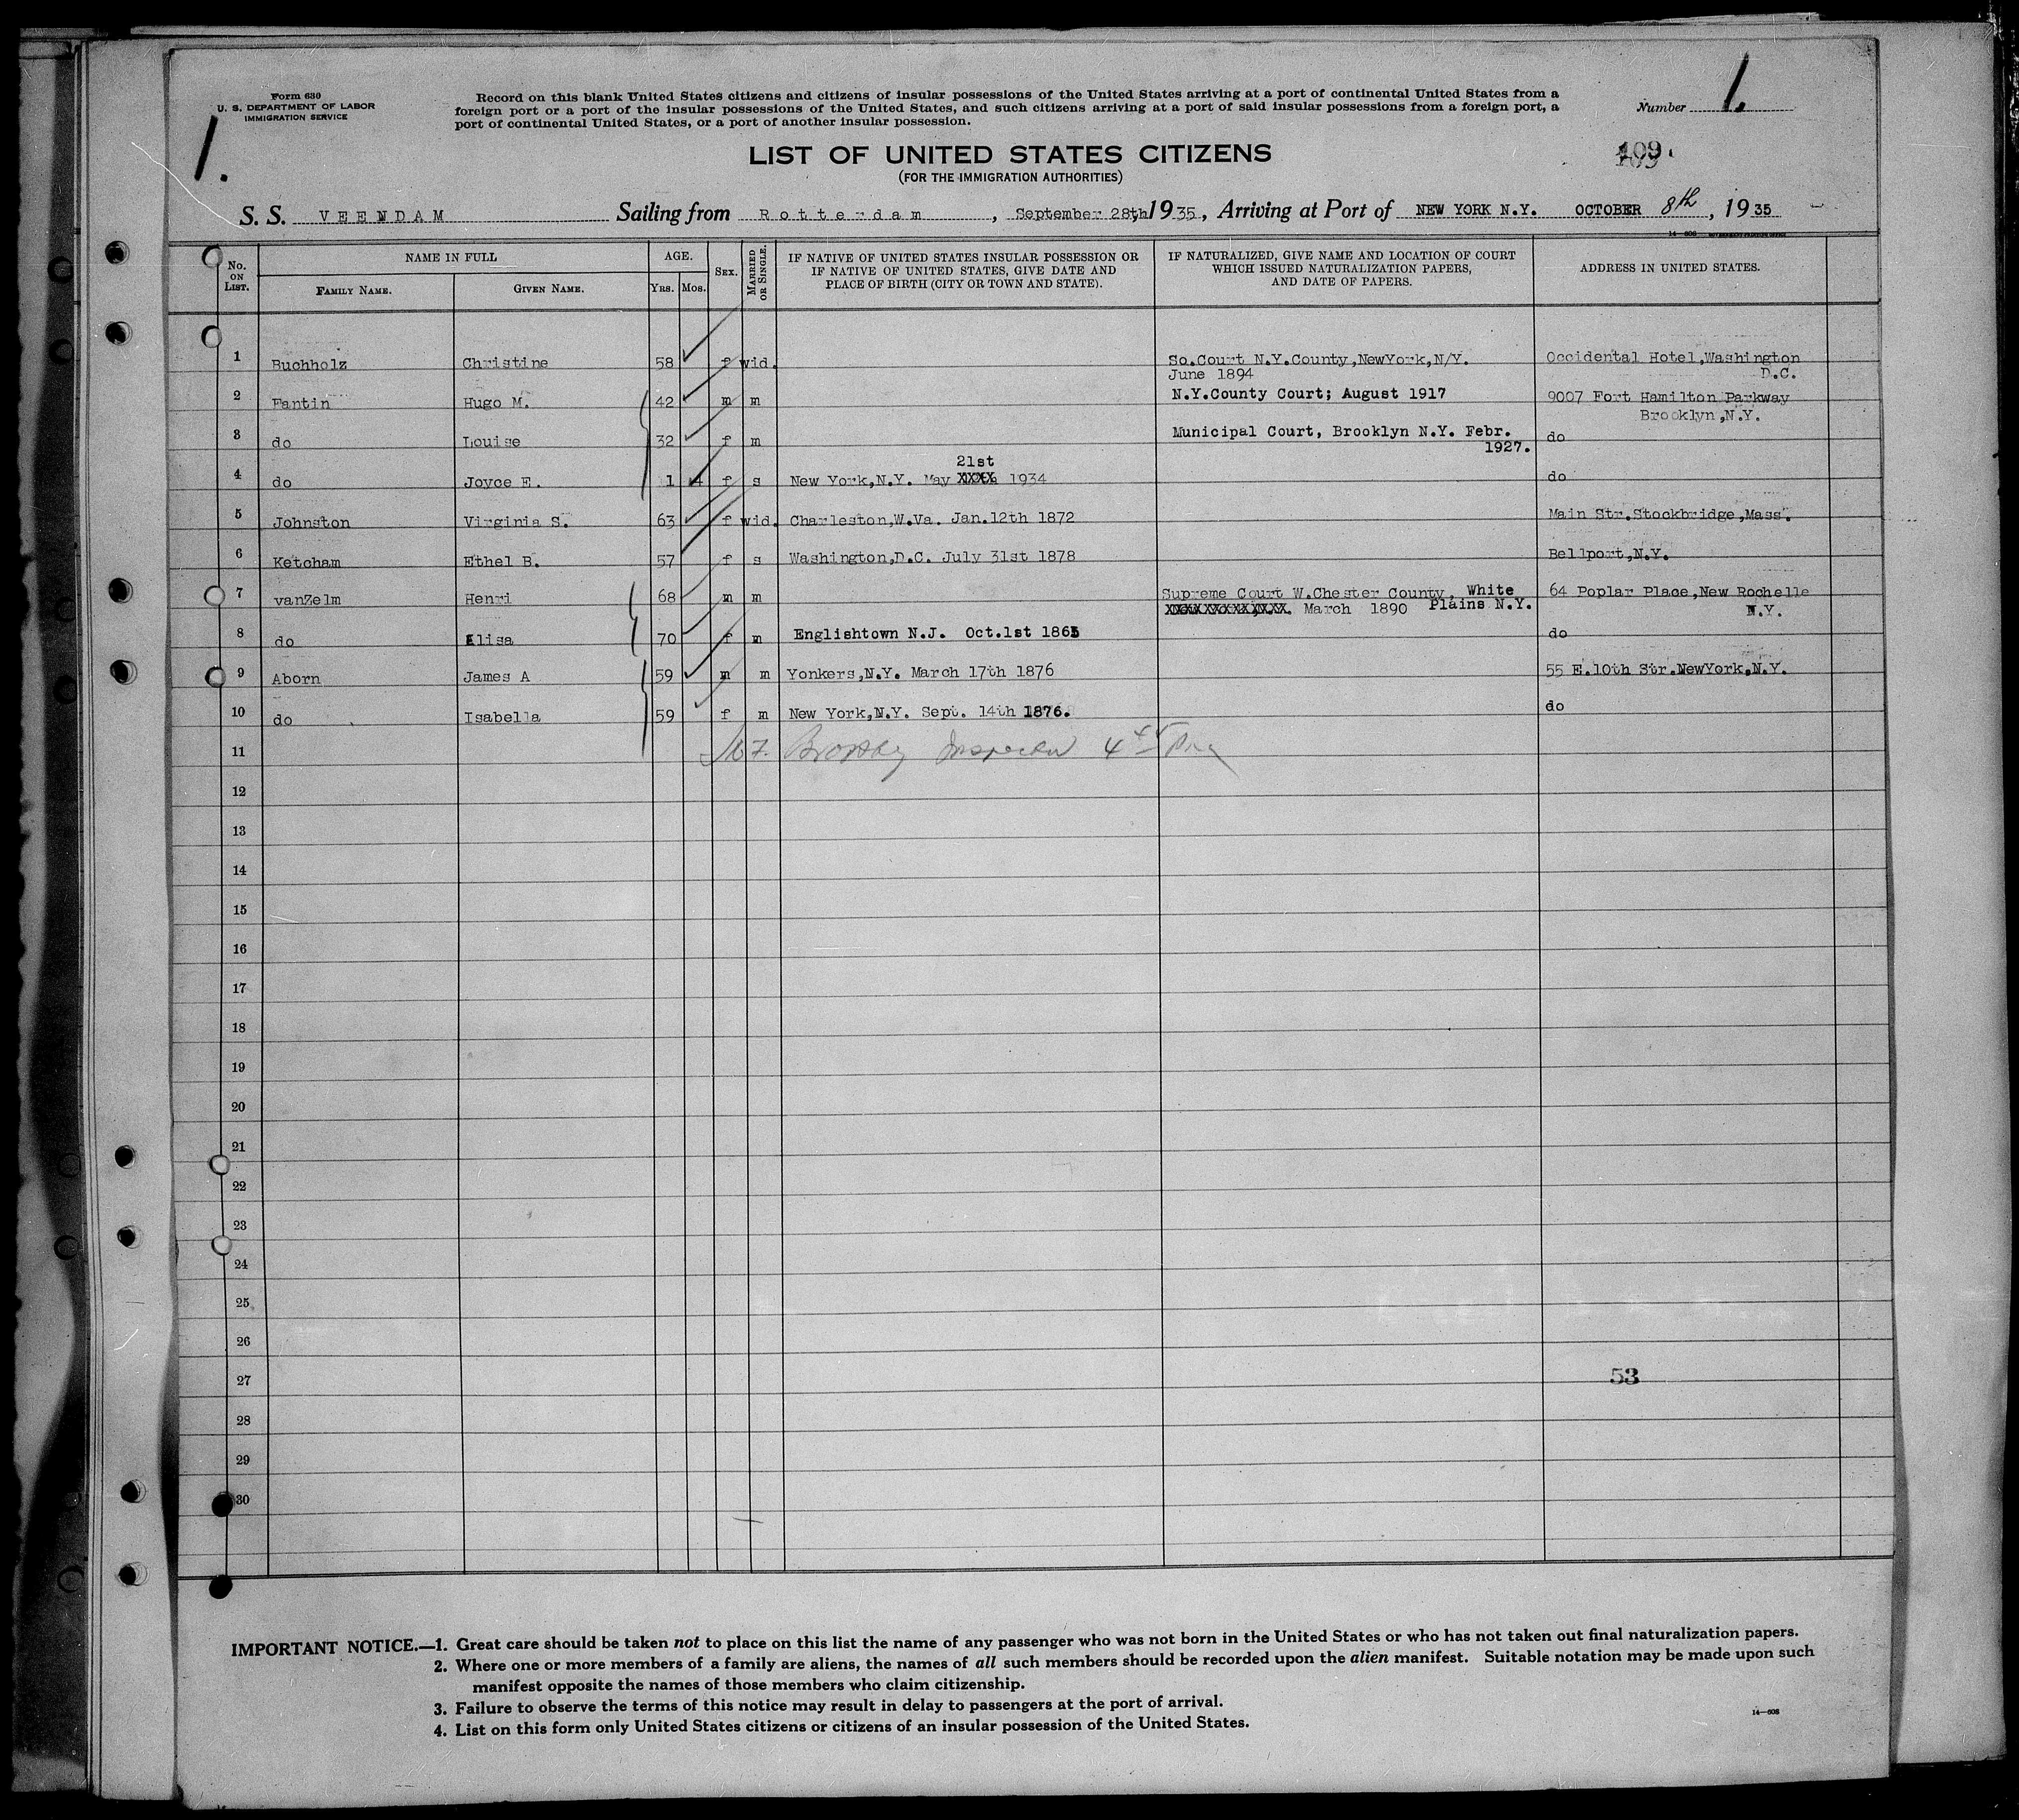 Form 630
U. S. DEPARTMENT OF LABOR
IMMIGRATION SERVICE
1.
Record on this blank United States citizens and citizens of insular possessions of the United States arriving at a port of continental United States from a
foreign port or a port of the insular possessions of the United States, and such citizens arriving at a port of said insular possessions from a foreign port, a
port of continental United States, or a port of another insular possession.
Number 1.
LIST OF UNITED STATES CITIZENS
(FOR THE IMMIGRATION AUTHORITIES)
109.
S. S. VEENDAM Sailing from Rotterdam, September 28th, 1935, Arriving at Port of NEW YORK N.Y. OCTOBER 8th, 1935
No. ON LIST.
NAME IN FULL
FAMILY NAME.
GIVEN NAME.
AGE.
YRS.
MOS.
SEX.
MARRIED OR SINGLE.
IF NATIVE OF UNITED STATES INSULAR POSSESSION OR
IF NATIVE OF UNITED STATES, GIVE DATE AND
PLACE OF BIRTH (CITY OR TOWN AND STATE).
IF NATURALIZED, GIVE NAME AND LOCATION OF COURT
WHICH ISSUED NATURALIZATION PAPERS,
AND DATE OF PAPERS.
ADDRESS IN UNITED STATES.
1 Buchholz Christine 58 f wid. So.Court N.Y.County,NewYork,N/Y. Occidental Hotel,Washington
June 1894 D.C.
2 Fantin Hugo M. 42 m m N.Y.County Court; August 1917 9007 Fort Hamilton Parkway
Brooklyn,N.Y.
3 do Louise 32 f m Municipal Court, Brooklyn N.Y. Febr. do
1927.
21st
4 do Joyce E. 1 4 f s New York,N.Y. May XXXX 1934 do
5 Johnston Virginia S. 63 f wid. Charleston,W.Va. Jan.12th 1872 Main Str.Stockbridge,Mass.
6 Ketcham Ethel B. 57 f s Washington,D.C. July 31st 1878 Bellport,N.Y.
7 vanZelm Henri 68 m m Supreme Court W.Chester County, White 64 Poplar Place,New Rochelle
March 1890 Plains N.Y. N.Y.
8 do Elisa 70 f m Englishtown N.J. Oct.1st 1865 do
9 Aborn James A 59 m m Yonkers,N.Y. March 17th 1876 55 E.10th Str.NewYork,N.Y.
10 do Isabella 59 f m New York,N.Y. Sept. 14th 1876. do
11 Inspector
12
13
14
15
16
17
18
19
20
21
22
23
24
25
26
27 53
28
29
30
IMPORTANT NOTICE.—1. Great care should be taken not to place on this list the name of any passenger who was not born in the United States or who has not taken out final naturalization papers.
2. Where one or more members of a family are aliens, the names of all such members should be recorded upon the alien manifest. Suitable notation may be made upon such
manifest opposite the names of those members who claim citizenship.
3. Failure to observe the terms of this notice may result in delay to passengers at the port of arrival.
4. List on this form only United States citizens or citizens of an insular possession of the United States.
14—608